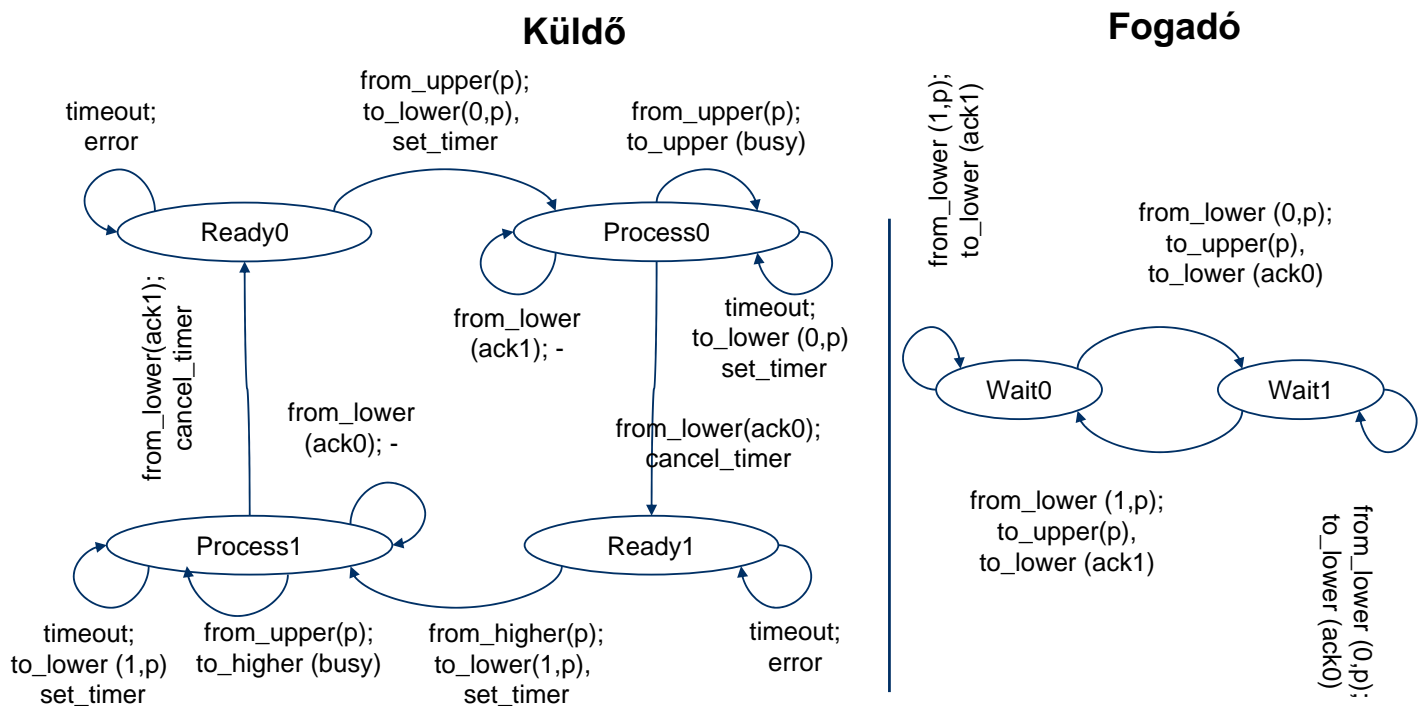 Küldő
Fogadó
timeout;
error
from_upper(p);
to_lower(0,p),
set_timer
from_upper(p);
to_upper (busy)
Ready0
Process0
from_lower(ack1);
cancel_timer
from_lower
(ack1); -
timeout;
to_lower (0,p)
set_timer
from_lower
(ack0); -
from_lower(ack0);
cancel_timer
Process1
Ready1
timeout;
to_lower (1,p)
set_timer
from_upper(p);
to_higher (busy)
from_higher(p);
to_lower(1,p),
set_timer
timeout;
error
from_lower (1,p);
to_lower (ack1)
from_lower (0,p);
to_upper(p),
to_lower (ack0)
Wait0
Wait1
from_lower (1,p);
to_upper(p),
to_lower (ack1)
from_lower (0,p);
to_lower (ack0)